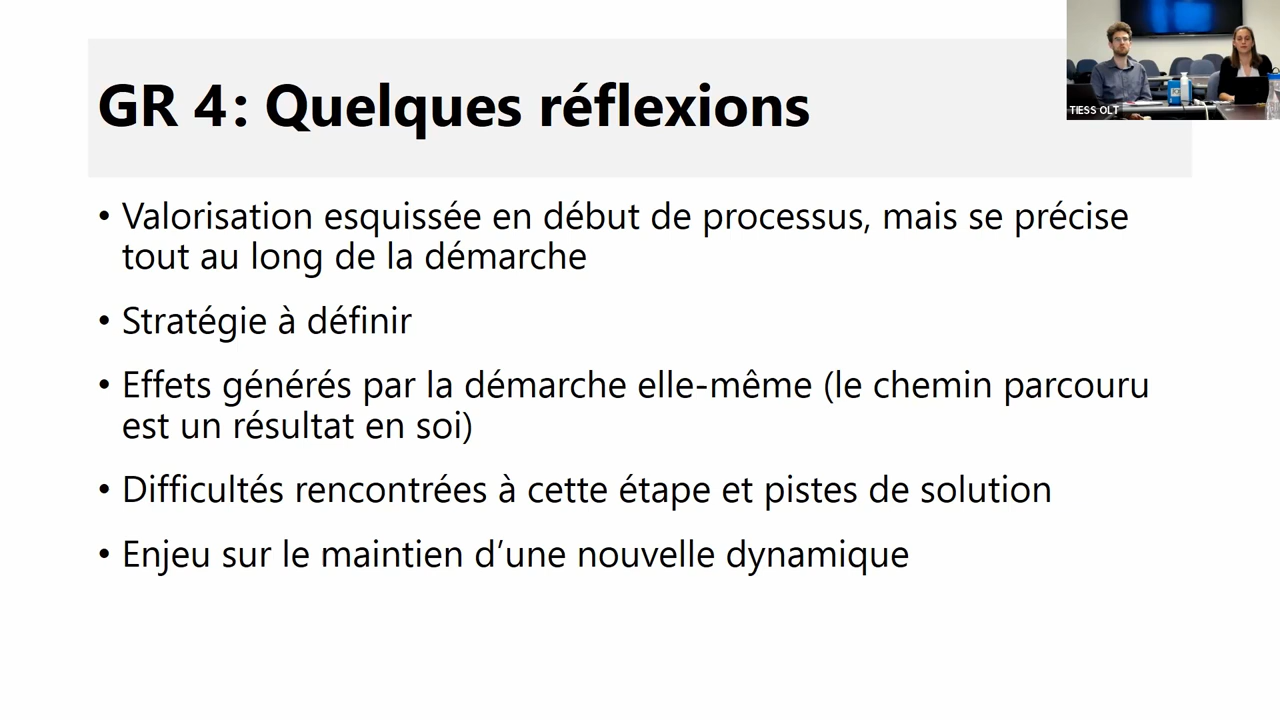 GR 4 : Quelques réflexions
TIESS OLT
• Valorisation esquissée en début de processus, mais se précise
tout au long de la démarche
• Stratégie à définir
• Effets générés par la démarche elle-même (le chemin parcouru
est un résultat en soi)
• Difficultés rencontrées à cette étape et pistes de solution
• Enjeu sur le maintien d’une nouvelle dynamique